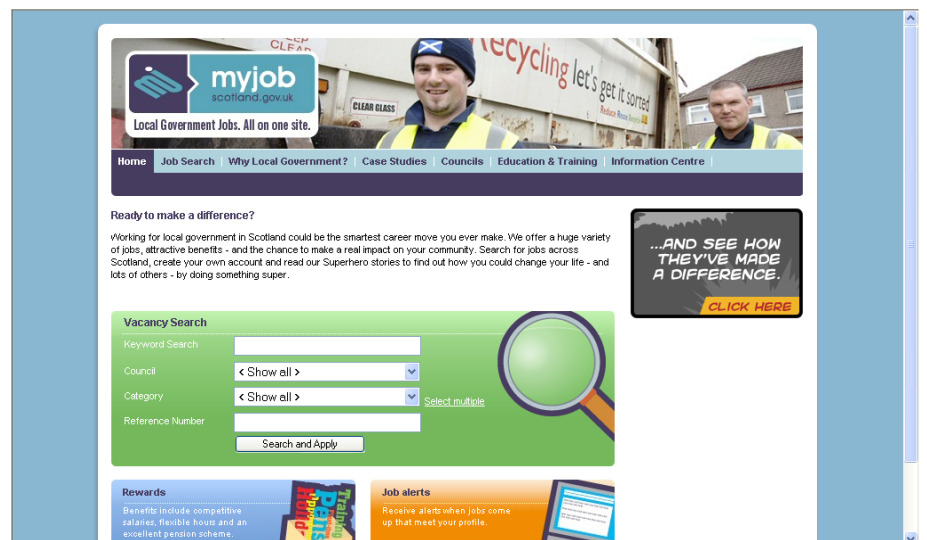 KEEP
CLEAR
Recycling let's get it sorted
Reduce Reuse Recycle
CLEAR GLASS
myjob
scotland.gov.uk
Local Government Jobs. All on one site.
Home Job Search Why Local Government? Case Studies Councils Education & Training Information Centre
Ready to make a difference?
Working for local government in Scotland could be the smartest career move you ever make. We offer a huge variety
of jobs, attractive benefits - and the chance to make a real impact on your community. Search for jobs across
Scotland, create your own account and read our Superhero stories to find out how you could change your life - and
lots of others - by doing something super.
...AND SEE HOW
THEY'VE MADE
A DIFFERENCE.
CLICK HERE
Vacancy Search
Keyword Search
Council < Show all >
Category < Show all > Select multiple
Reference Number
Search and Apply
Rewards
Benefits include competitive
salaries, flexible hours and an
excellent pension scheme.
Training
Job alerts
Receive alerts when jobs come
up that meet your profile.